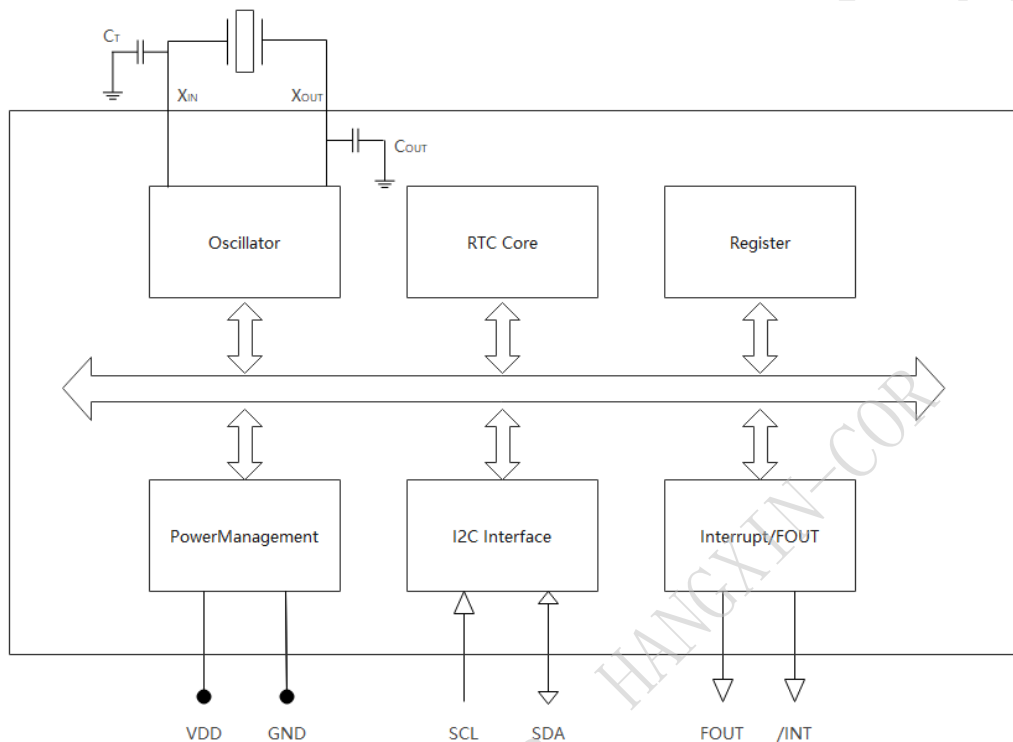 CT
XIN XOUT
COUT
Oscillator RTC Core Register
PowerManagement I2C Interface Interrupt/FOUT
HANGXIN-COR
VDD GND SCL SDA FOUT /INT